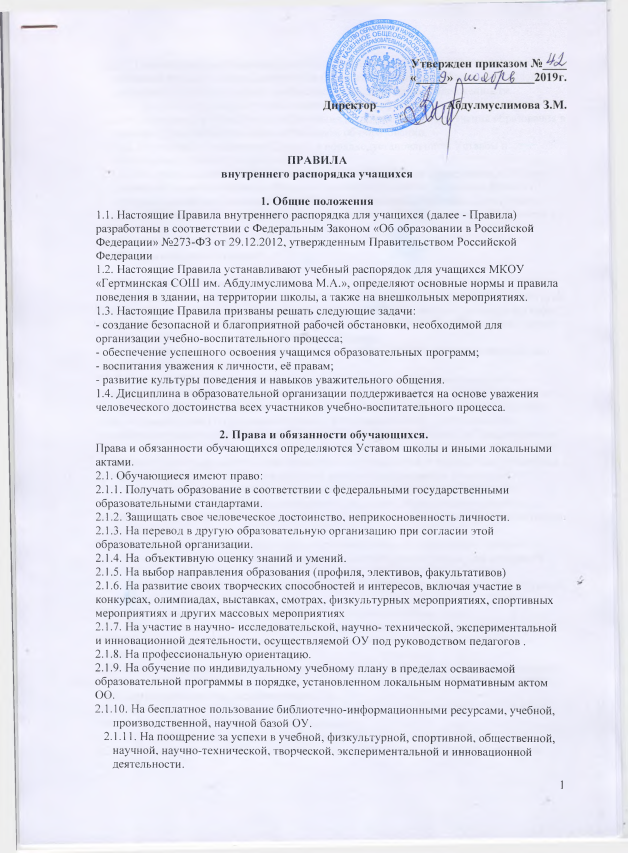 Утвержден приказом № 42
« 9 » ноября 2019г.
Директор Абдулмуслимова З.М.
ПРАВИЛА
внутреннего распорядка учащихся
1. Общие положения
1.1. Настоящие Правила внутреннего распорядка для учащихся (далее - Правила)
разработаны в соответствии с Федеральным Законом «Об образовании в Российской
Федерации» №273-ФЗ от 29.12.2012, утвержденным Правительством Российской
Федерации
1.2. Настоящие Правила устанавливают учебный распорядок для учащихся МКОУ
«Гертминская СОШ им. Абдулмуслимова М.А.», определяют основные нормы и правила
поведения в здании, на территории школы, а также на внешкольных мероприятиях.
1.3. Настоящие Правила призваны решать следующие задачи:
- создание безопасной и благоприятной рабочей обстановки, необходимой для
организации учебно-воспитательного процесса;
- обеспечение успешного освоения учащимся образовательных программ;
- воспитания уважения к личности, её правам;
- развитие культуры поведения и навыков уважительного общения.
1.4. Дисциплина в образовательной организации поддерживается на основе уважения
человеческого достоинства всех участников учебно-воспитательного процесса.
2. Права и обязанности обучающихся.
Права и обязанности обучающихся определяются Уставом школы и иными локальными
актами.
2.1. Обучающиеся имеют право:
2.1.1. Получать образование в соответствии с федеральными государственными
образовательными стандартами.
2.1.2. Защищать свое человеческое достоинство, неприкосновенность личности.
2.1.3. На перевод в другую образовательную организацию при согласии этой
образовательной организации.
2.1.4. На объективную оценку знаний и умений.
2.1.5. На выбор направления образования (профиля, элективов, факультативов)
2.1.6. На развитие своих творческих способностей и интересов, включая участие в
конкурсах, олимпиадах, выставках, смотрах, физкультурных мероприятиях, спортивных
мероприятиях и других массовых мероприятиях
2.1.7. На участие в научно- исследовательской, научно- технической, экспериментальной
и инновационной деятельности, осуществляемой ОУ под руководством педагогов .
2.1.8. На профессиональную ориентацию.
2.1.9. На обучение по индивидуальному учебному плану в пределах осваиваемой
образовательной программы в порядке, установленном локальным нормативным актом
ОО.
2.1.10. На бесплатное пользование библиотечно-информационными ресурсами, учебной,
производственной, научной базой ОУ.
2.1.11. На поощрение за успехи в учебной, физкультурной, спортивной, общественной,
научной, научно-технической, творческой, экспериментальной и инновационной
деятельности.
1